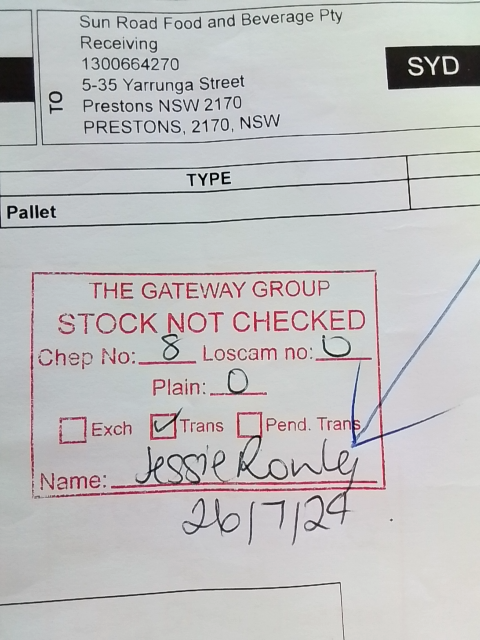 Sun Road Food and Beverage Pty
Receiving
1300664270
5-35 Yarrunga Street
Prestons NSW 2170
PRESTONS, 2170, NSW
TO
SYD
TYPE
Pallet
THE GATEWAY GROUP
STOCK NOT CHECKED
Chep No: 8 Loscam no: 0
Plain: 0
Exch Trans Pend. Trans
Name: Jessie Rowley
26/7/24